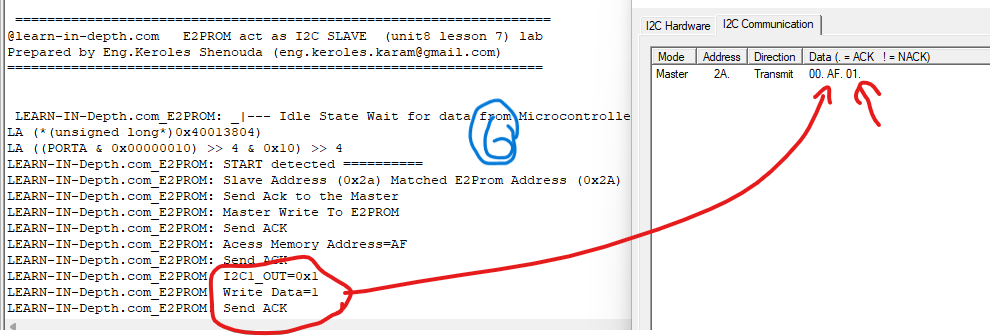 ===================================================================
@learn-in-depth.com   E2PROM act as I2C SLAVE  (unit8 lesson 7) lab
Prepared by Eng.Keroles Shenouda (eng.keroles.karam@gmail.com)
===================================================================
LEARN-IN-Depth.com_E2PROM: _|--- Idle State Wait for data from Microcontrolle
LA (*(unsigned long*)0x40013804)
LA ((PORTA & 0x00000010) >> 4 & 0x10) >> 4
LEARN-IN-Depth.com_E2PROM: START detected ==========
LEARN-IN-Depth.com_E2PROM: Slave Address (0x2a) Matched E2Prom Address (0x2A)
LEARN-IN-Depth.com_E2PROM: Send Ack to the Master
LEARN-IN-Depth.com_E2PROM: Master Write To E2PROM
LEARN-IN-Depth.com_E2PROM: Send ACK
LEARN-IN-Depth.com_E2PROM: Acess Memory Address=AF
LEARN-IN-Depth.com_E2PROM: Send ACK
LEARN-IN-Depth.com_E2PROM I2C1_OUT=0x1
LEARN-IN-Depth.com_E2PROM Write Data=1
LEARN-IN-Depth.com_E2PROM Send ACK
6
I2C Hardware I2C Communication
Mode Address Direction Data (. = ACK ! = NACK)
Master 2A. Transmit 00. AF. 01.